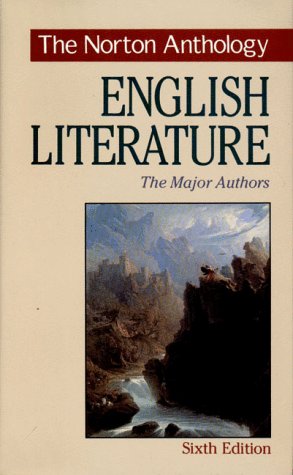 The Norton Anthology
ENGLISH
LITERATURE
The Major Authors
Sixth Edition